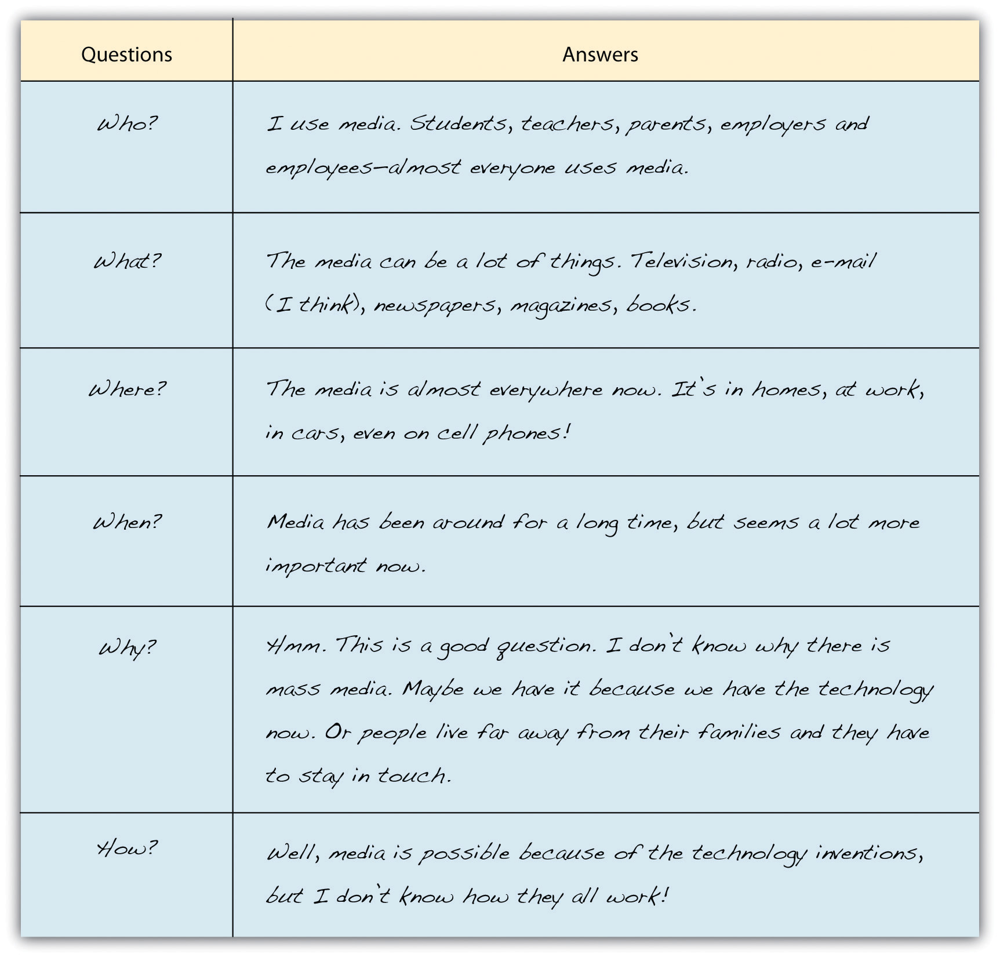 Questions
Answers
Who?
I use media. Students, teachers, parents, employers and
employees—almost everyone uses media.
What?
The media can be a lot of things. Television, radio, e-mail
(I think), newspapers, magazines, books.
Where?
The media is almost everywhere now. It's in homes, at work,
in cars, even on cell phones!
When?
Media has been around for a long time, but seems a lot more
important now.
Why?
Hmm. This is a good question. I don't know why there is
mass media. Maybe we have it because we have the technology
now. Or people live far away from their families and they have
to stay in touch.
How?
Well, media is possible because of the technology inventions,
but I don't know how they all work!